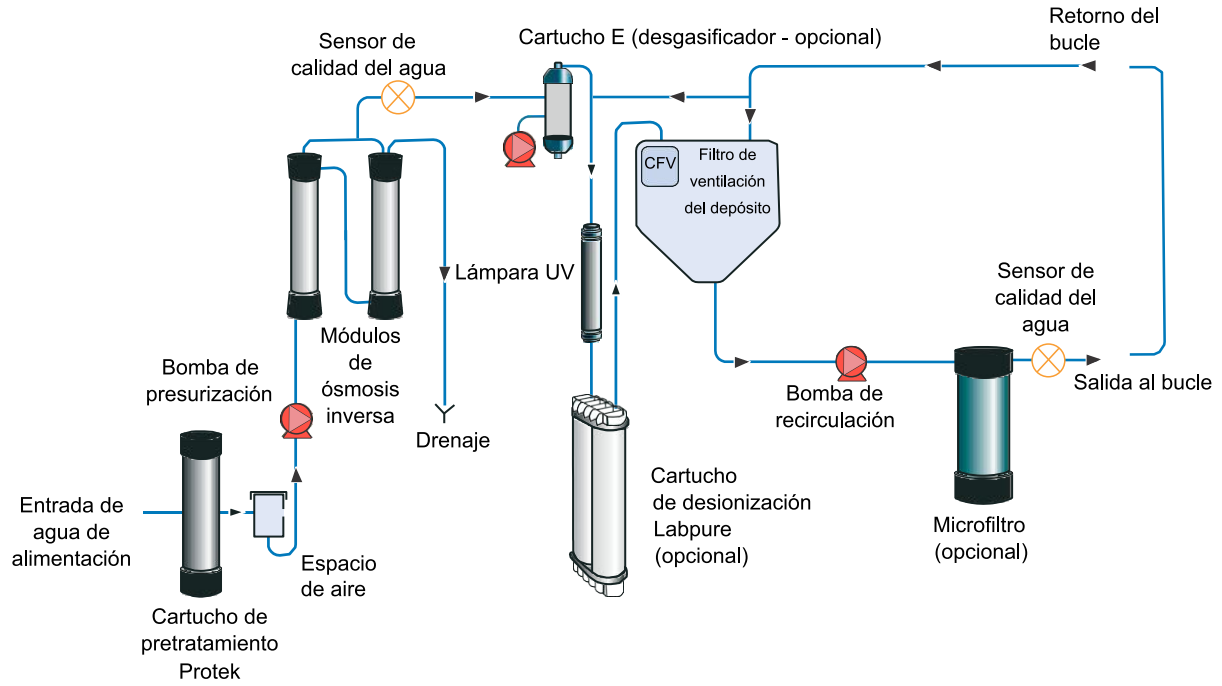 Sensor de
calidad del agua
Cartucho E (desgasificador - opcional)
Retorno del
bucle
CFV
Filtro de
ventilación
del depósito
Lámpara UV
Sensor de
calidad del
agua
Módulos
de
ósmosis
inversa
Bomba de
presurización
Bomba de
recirculación
Salida al bucle
Drenaje
Entrada de
agua de
alimentación
Espacio
de aire
Cartucho
de desionización
Labpure
(opcional)
Microfiltro
(opcional)
Cartucho de
pretratamiento
Protek